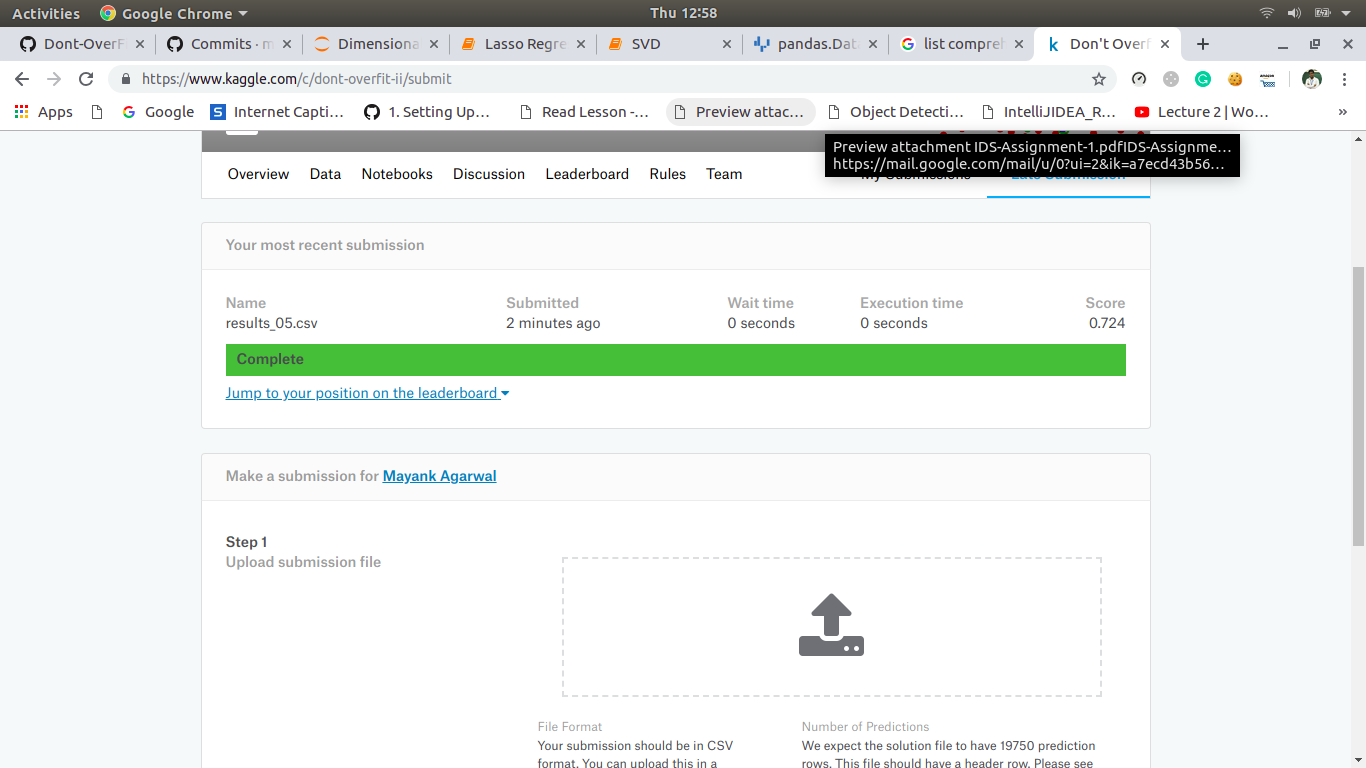 Activities Google Chrome Thu 12:58
Dont-OverF Commits · m Dimensiona Lasso Regre SVD pandas.Dat list compreh Don't Overf
https://www.kaggle.com/c/dont-overfit-ii/submit
Apps Google Internet Capti... 1. Setting Up... Read Lesson -... Preview attac... Object Detecti... IntelliJIDEA_R... Lecture 2 | Wo... »
Preview attachment IDS-Assignment-1.pdfIDS-Assignme...
https://mail.google.com/mail/u/0?ui=2&ik=a7ecd43b56...
Overview Data Notebooks Discussion Leaderboard Rules Team My Submissions Late Submission
Your most recent submission
Name Submitted Wait time Execution time Score
results_05.csv 2 minutes ago 0 seconds 0 seconds 0.724
Complete
Jump to your position on the leaderboard
Make a submission for Mayank Agarwal
Step 1
Upload submission file
File Format Number of Predictions
Your submission should be in CSV We expect the solution file to have 19750 prediction
format. You can upload this in a rows. This file should have a header row. Please see